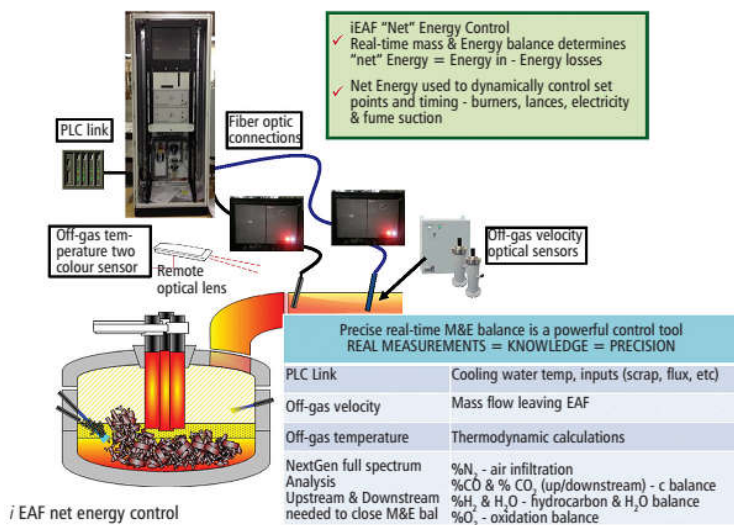 iEAF “Net” Energy Control
✓ Real-time mass & Energy balance determines
“net” Energy = Energy in - Energy losses
✓ Net Energy used to dynamically control set
points and timing - burners, lances, electricity
& fume suction
PLC link
Fiber optic
connections
Off-gas tem-
perature two
colour sensor
Remote
optical lens
Off-gas velocity
optical sensors
Precise real-time M&E balance is a powerful control tool
REAL MEASUREMENTS = KNOWLEDGE = PRECISION
PLC Link Cooling water temp, inputs (scrap, flux, etc)
Off-gas velocity Mass flow leaving EAF
Off-gas temperature Thermodynamic calculations
NextGen full spectrum %N₂ - air infiltration
Analysis %CO & % CO₂ (up/downstream) - c balance
Upstream & Downstream %H₂ & H₂O - hydrocarbon & H₂O balance
needed to close M&E bal %O₂ - oxidation balance
i EAF net energy control